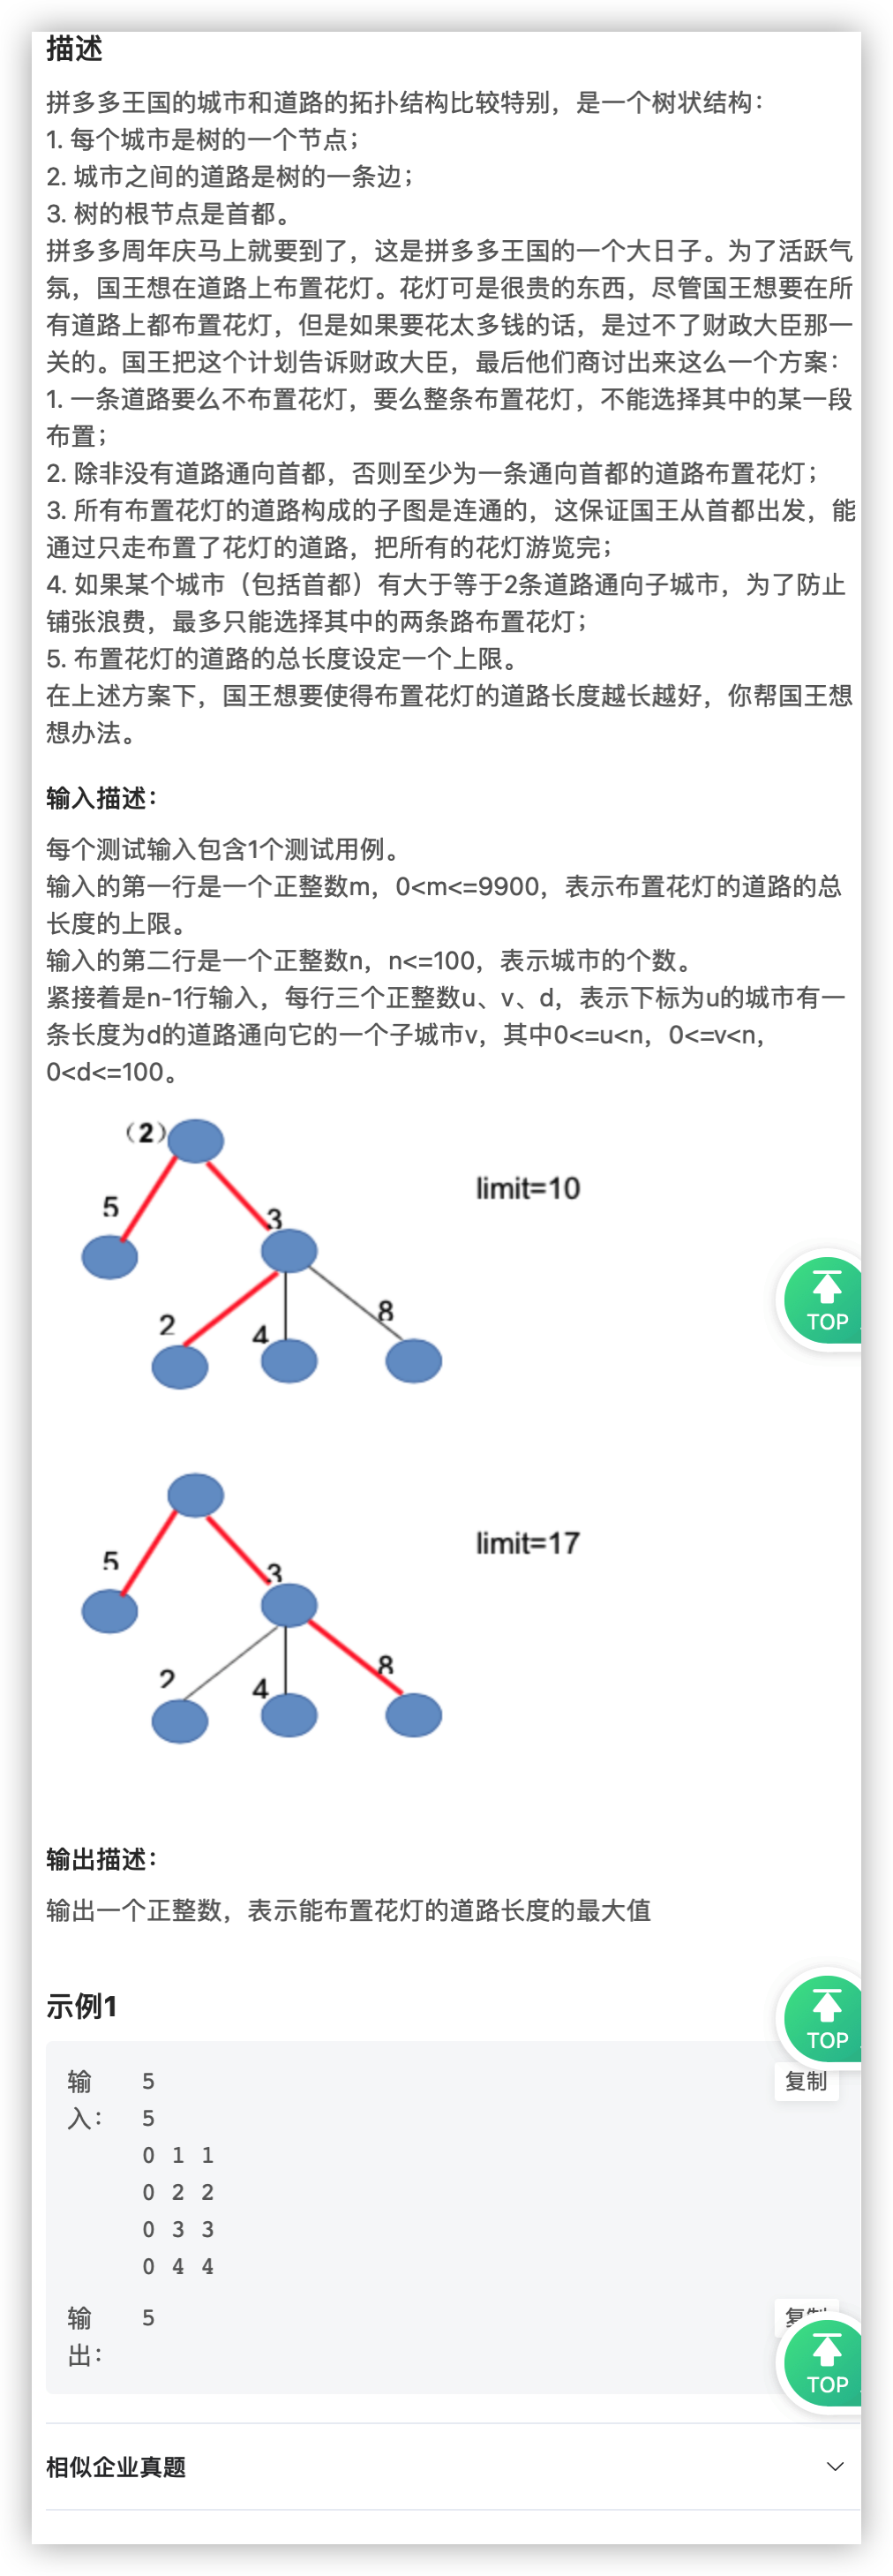 描述
拼多多王国的城市和道路的拓扑结构比较特别，是一个树状结构：
1. 每个城市是树的一个节点；
2. 城市之间的道路是树的一条边；
3. 树的根节点是首都。
拼多多周年庆马上就要到了，这是拼多多王国的一个大日子。为了活跃气
氛，国王想在道路上布置花灯。花灯可是很贵的东西，尽管国王想要在所
有道路上都布置花灯，但是如果要花太多钱的话，是过不了财政大臣那一
关的。国王把这个计划告诉财政大臣，最后他们商讨出来这么一个方案：
1. 一条道路要么不布置花灯，要么整条布置花灯，不能选择其中的某一段
布置；
2. 除非没有道路通向首都，否则至少为一条通向首都的道路布置花灯；
3. 所有布置花灯的道路构成的子图是连通的，这保证国王从首都出发，能
通过只走布置了花灯的道路，把所有的花灯游览完；
4. 如果某个城市（包括首都）有大于等于2条道路通向子城市，为了防止
铺张浪费，最多只能选择其中的两条路布置花灯；
5. 布置花灯的道路的总长度设定一个上限。
在上述方案下，国王想要使得布置花灯的道路长度越长越好，你帮国王想
想办法。
输入描述：
每个测试输入包含1个测试用例。
输入的第一行是一个正整数m，0<m<=9900，表示布置花灯的道路的总
长度的上限。
输入的第二行是一个正整数n，n<=100，表示城市的个数。
紧接着是n-1行输入，每行三个正整数u、v、d，表示下标为u的城市有一
条长度为d的道路通向它的一个子城市v，其中0<=u<n，0<=v<n，
0<d<=100。
（2）
limit=10
5
3
2
4
8
TOP
limit=17
5
3
2
4
8
输出描述：
输出一个正整数，表示能布置花灯的道路长度的最大值
示例1
TOP
输 5 复制
入： 5
0 1 1
0 2 2
0 3 3
0 4 4
输 5 复制
出：
TOP
相似企业真题